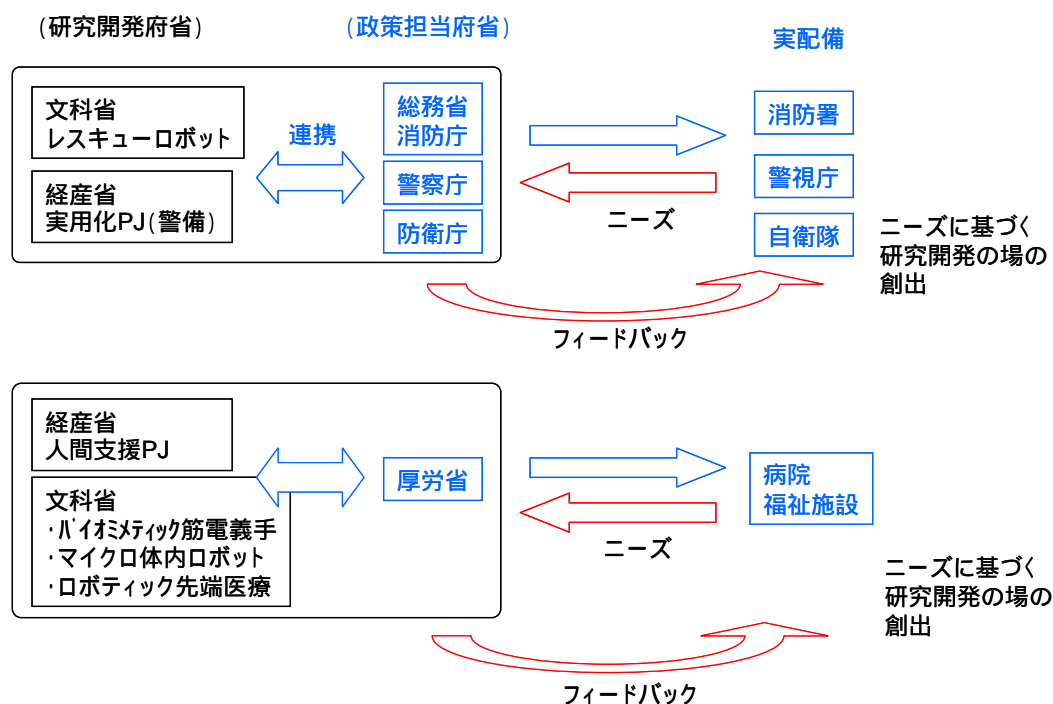 (研究開発府省)
(政策担当府省)
実配備
文科省
レスキューロボット
経産省
実用化PJ(警備)
連携
総務省
消防庁
警察庁
防衛庁
ニーズ
消防署
警視庁
自衛隊
ニーズに基づく
研究開発の場の
創出
フィードバック
経産省
人間支援PJ
文科省
・バイオミメティック筋電義手
・マイクロ体内ロボット
・ロボティック先端医療
厚労省
ニーズ
病院
福祉施設
ニーズに基づく
研究開発の場の
創出
フィードバック